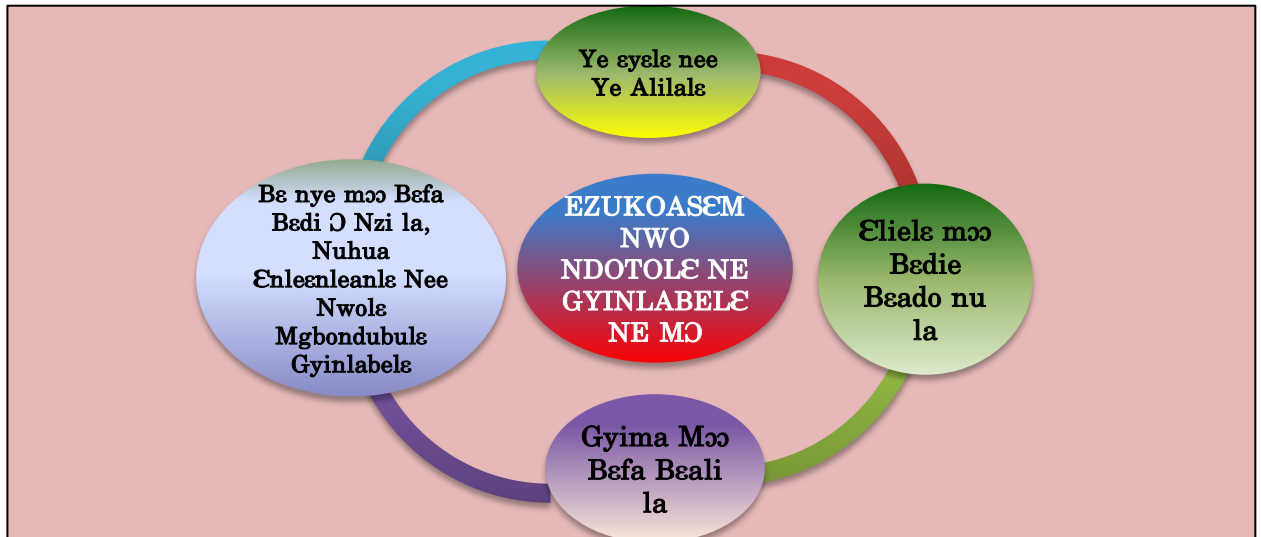 Ye ɛyɛlɛ nee
Ye Alilalɛ
Bɛ nye mɔɔ Bɛfa
Bɛdi Ɔ Nzi la,
Nuhua
Ɛnleɛnleanlɛ Nee
Nwolɛ
Mgbondubulɛ
Gyinlabelɛ
EZUKOASƐM
NWO
NDOTOLƐ NE
GYINLABELƐ
NE MƆ
Ɛlielɛ mɔɔ
Bɛdie
Bɛado nu
la
Gyima Mɔɔ
Bɛfa Bɛali
la